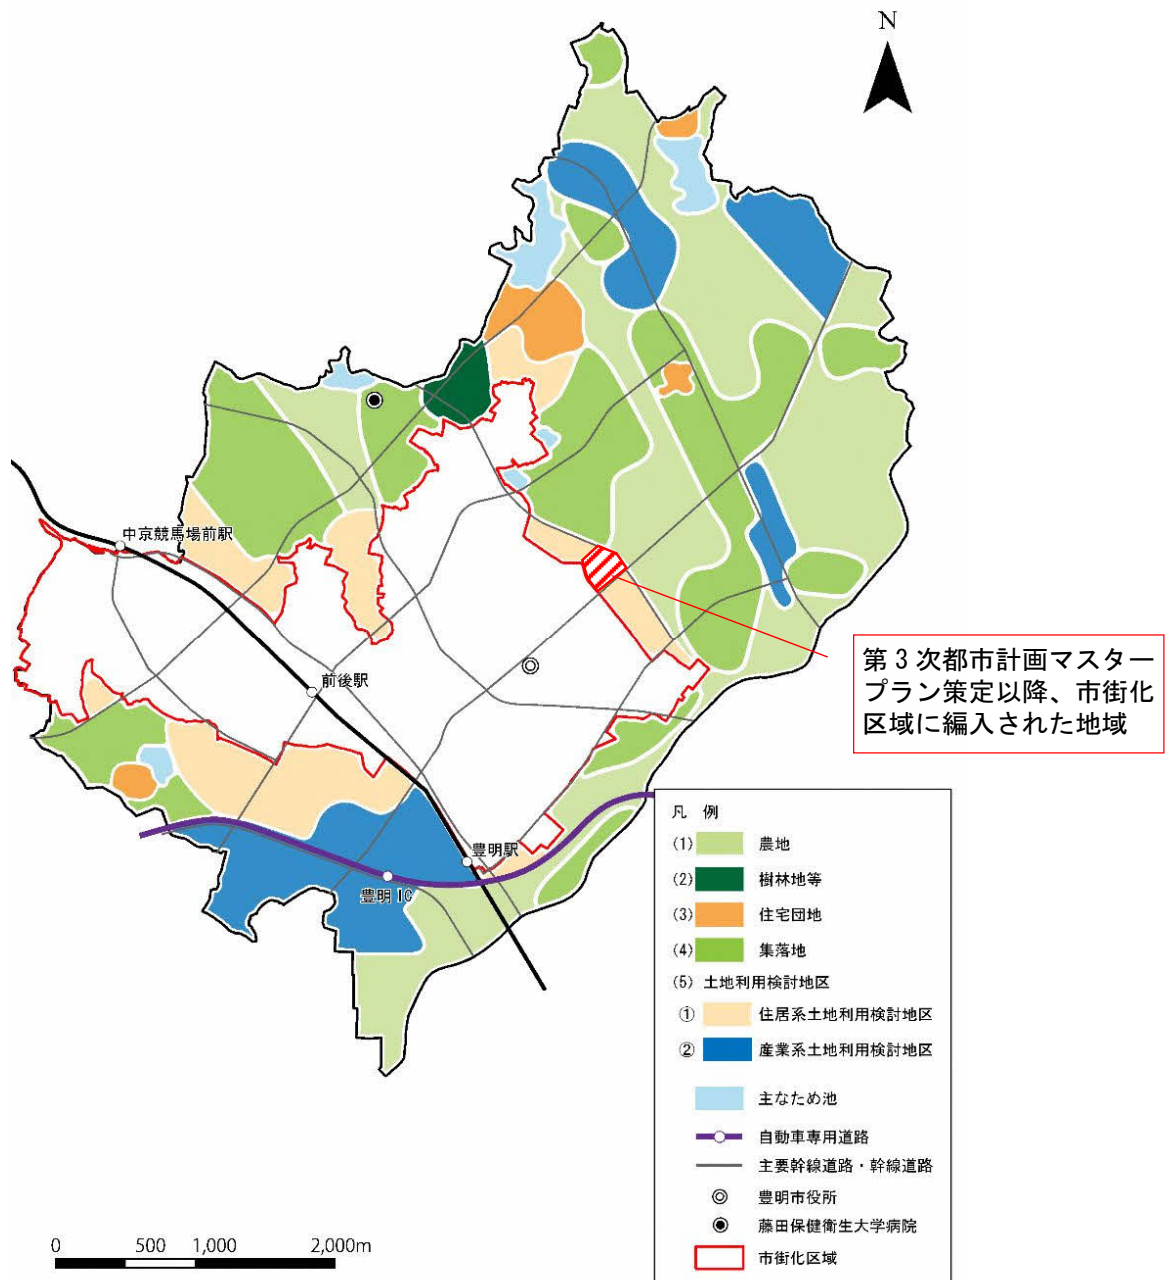 N
中京競馬場前駅
前後駅
第3次都市計画マスター
プラン策定以降、市街化
区域に編入された地域
豊明駅
豊明IC
凡 例
(1) 農地
(2) 樹林地等
(3) 住宅団地
(4) 集落地
(5) 土地利用検討地区
① 住居系土地利用検討地区
② 産業系土地利用検討地区
主なため池
自動車専用道路
主要幹線道路・幹線道路
豊明市役所
藤田保健衛生大学病院
市街化区域
0 500 1,000 2,000m